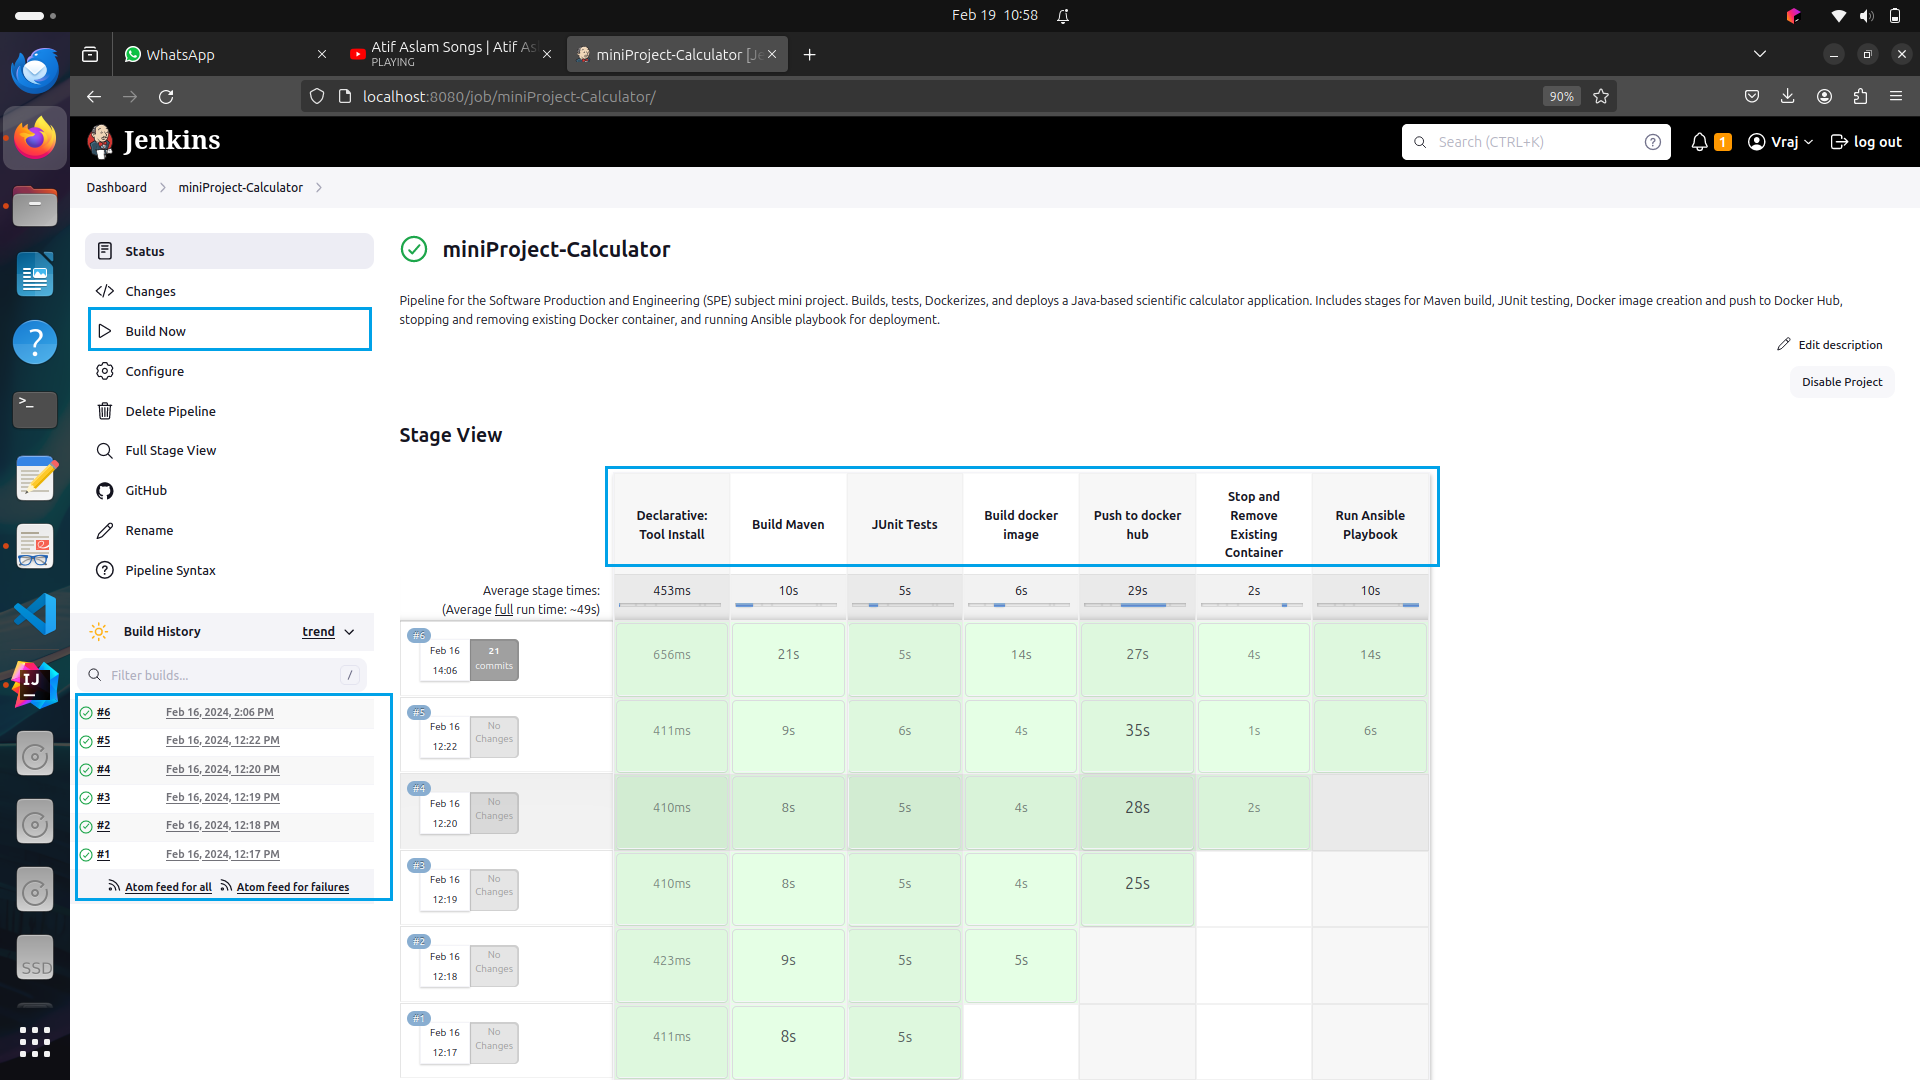 Feb 19 10:58
WhatsApp
Atif Aslam Songs | Atif As
PLAYING
miniProject-Calculator [Je
localhost:8080/job/miniProject-Calculator/
90%
Jenkins
Search (CTRL+K)
1
Vraj
log out
Dashboard
miniProject-Calculator
Status
Changes
Build Now
Configure
Delete Pipeline
Full Stage View
GitHub
Rename
Pipeline Syntax
Build History
trend
Filter builds...
/
#6 Feb 16, 2024, 2:06 PM
#5 Feb 16, 2024, 12:22 PM
#4 Feb 16, 2024, 12:20 PM
#3 Feb 16, 2024, 12:19 PM
#2 Feb 16, 2024, 12:18 PM
#1 Feb 16, 2024, 12:17 PM
Atom feed for all Atom feed for failures
miniProject-Calculator
Pipeline for the Software Production and Engineering (SPE) subject mini project. Builds, tests, Dockerizes, and deploys a Java-based scientific calculator application. Includes stages for Maven build, JUnit testing, Docker image creation and push to Docker Hub,
stopping and removing existing Docker container, and running Ansible playbook for deployment.
Edit description
Disable Project
Stage View
Declarative:
Tool Install
Build Maven
JUnit Tests
Build docker
image
Push to docker
hub
Stop and
Remove
Existing
Container
Run Ansible
Playbook
Average stage times:
(Average full run time: ~49s)
453ms 10s 5s 6s 29s 2s 10s
#6
Feb 16
14:06
21
commits
656ms 21s 5s 14s 27s 4s 14s
#5
Feb 16
12:22
No
Changes
411ms 9s 6s 4s 35s 1s 6s
#4
Feb 16
12:20
No
Changes
410ms 8s 5s 4s 28s 2s
#3
Feb 16
12:19
No
Changes
410ms 8s 5s 4s 25s
#2
Feb 16
12:18
No
Changes
423ms 9s 5s 5s
#1
Feb 16
12:17
No
Changes
411ms 8s 5s
SSD
IJ